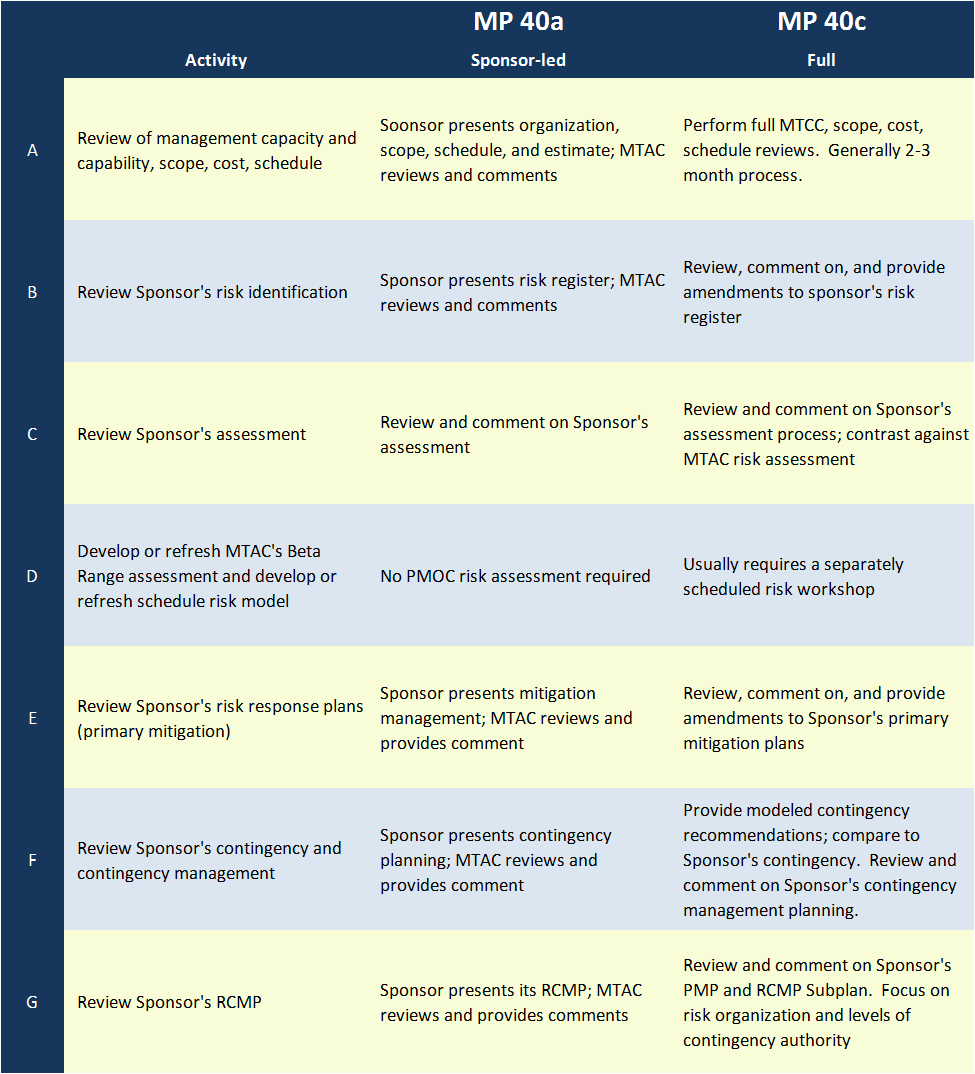 MP 40a MP 40c
Activity Sponsor-led Full
A
Review of management capacity and
capability, scope, cost, schedule
Soonsor presents organization,
scope, schedule, and estimate; MTAC
reviews and comments
Perform full MTCC, scope, cost,
schedule reviews.  Generally 2-3
month process.
B
Review Sponsor's risk identification
Sponsor presents risk register; MTAC
reviews and comments
Review, comment on, and provide
amendments to sponsor's risk
register
C
Review Sponsor's assessment
Review and comment on Sponsor's
assessment
Review and comment on Sponsor's
assessment process; contrast against
MTAC risk assessment
D
Develop or refresh MTAC's Beta
Range assessment and develop or
refresh schedule risk model
No PMOC risk assessment required
Usually requires a separately
scheduled risk workshop
E
Review Sponsor's risk response plans
(primary mitigation)
Sponsor presents mitigation
management; MTAC reviews and
provides comment
Review, comment on, and provide
amendments to Sponsor's primary
mitigation plans
F
Review Sponsor's contingency and
contingency management
Sponsor presents contingency
planning; MTAC reviews and
provides comment
Provide modeled contingency
recommendations; compare to
Sponsor's contingency.  Review and
comment on Sponsor's contingency
management planning.
G
Review Sponsor's RCMP
Sponsor presents its RCMP; MTAC
reviews and provides comments
Review and comment on Sponsor's
PMP and RCMP Subplan.  Focus on
risk organization and levels of
contingency authority